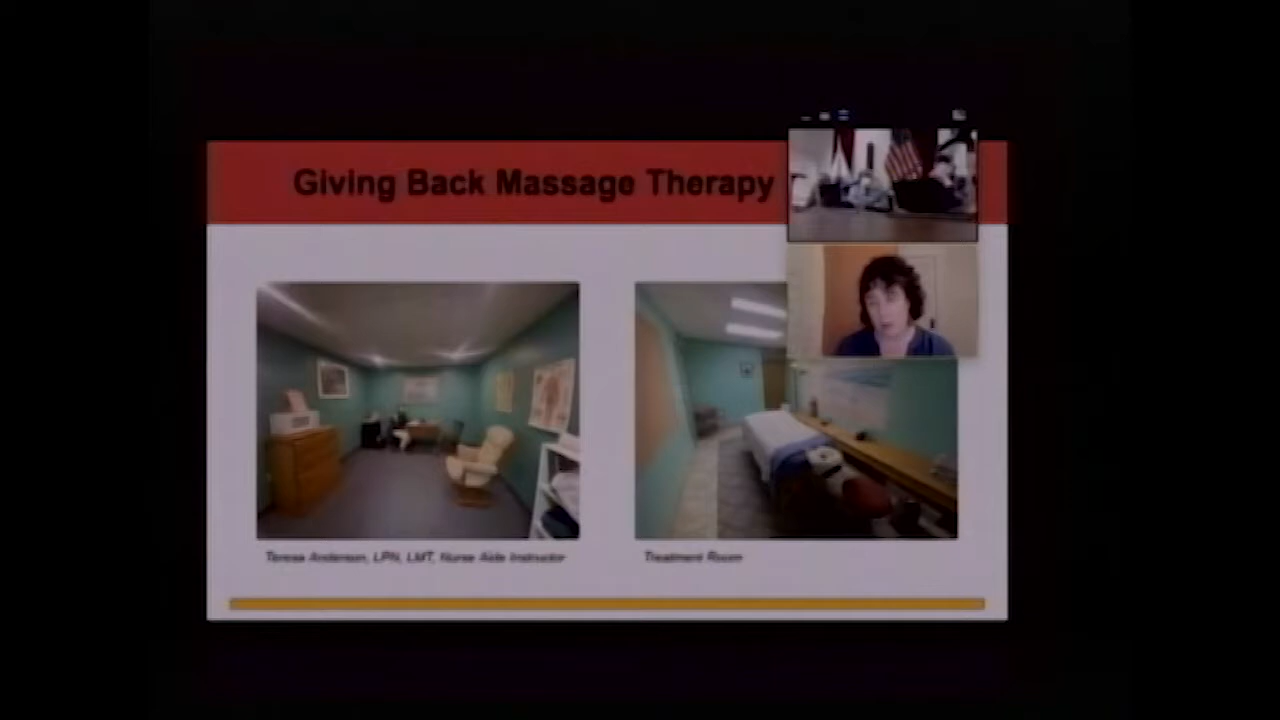 Giving Back Massage Therapy
Teresa Anderson, LPN, LMT, Nurse Aide Instructor
Treatment Room